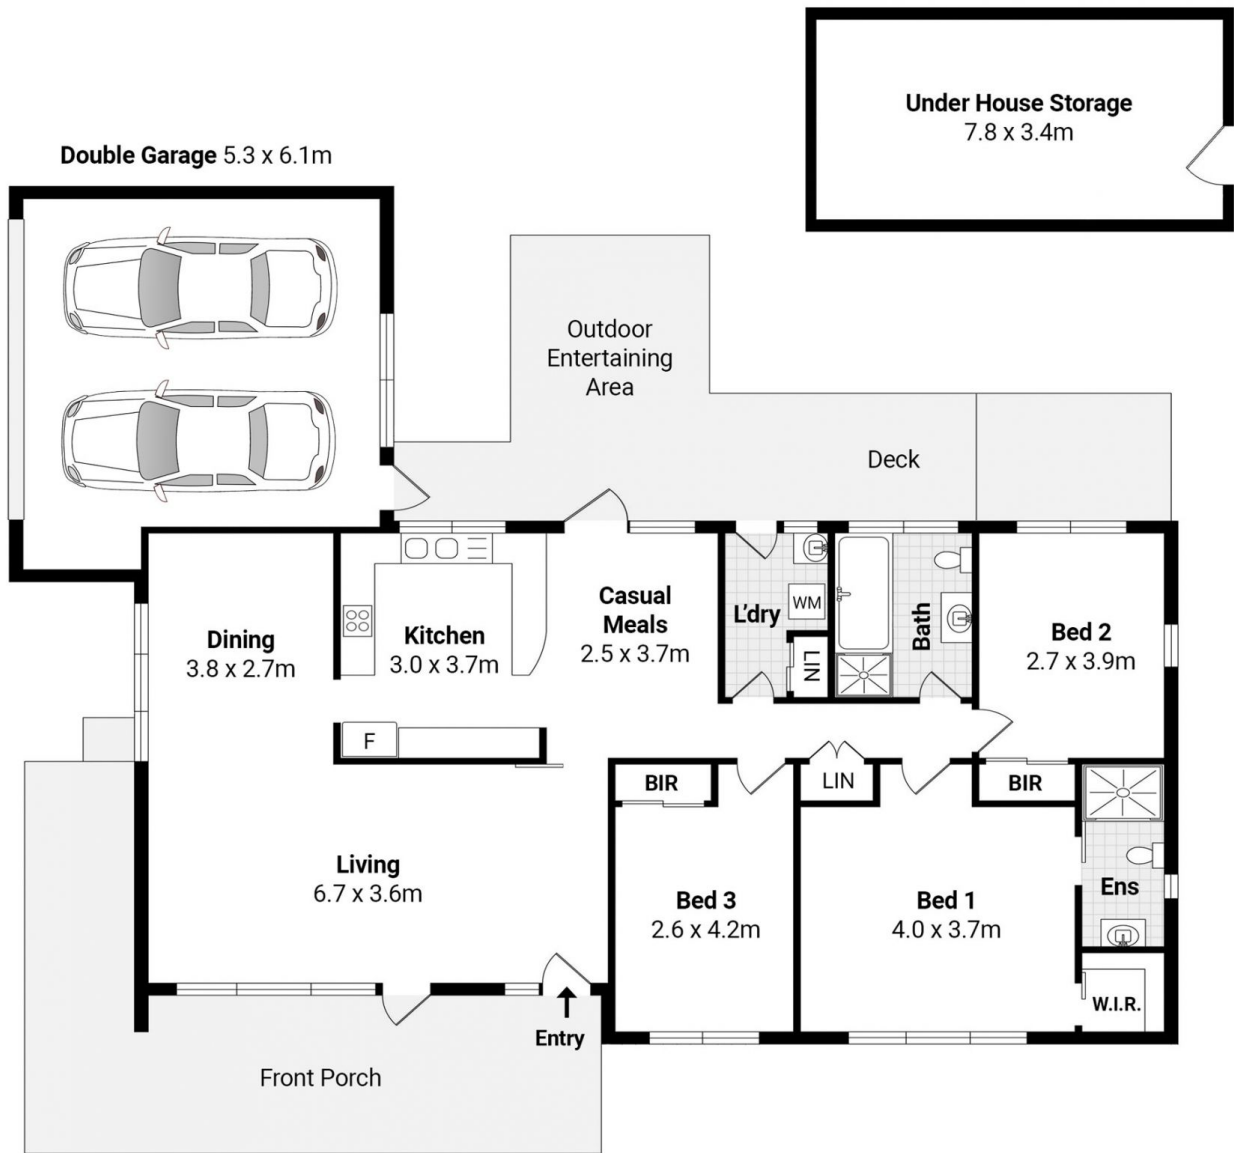 Under House Storage
7.8 x 3.4m
Double Garage 5.3 x 6.1m
Outdoor
Entertaining
Area
Deck
Dining
3.8 x 2.7m
Kitchen
3.0 x 3.7m
Casual
Meals
2.5 x 3.7m
L'dry
WM
LIN
Bath
Bed 2
2.7 x 3.9m
F
BIR
LIN
BIR
Living
6.7 x 3.6m
Bed 3
2.6 x 4.2m
Bed 1
4.0 x 3.7m
Ens
W.I.R.
Entry
Front Porch